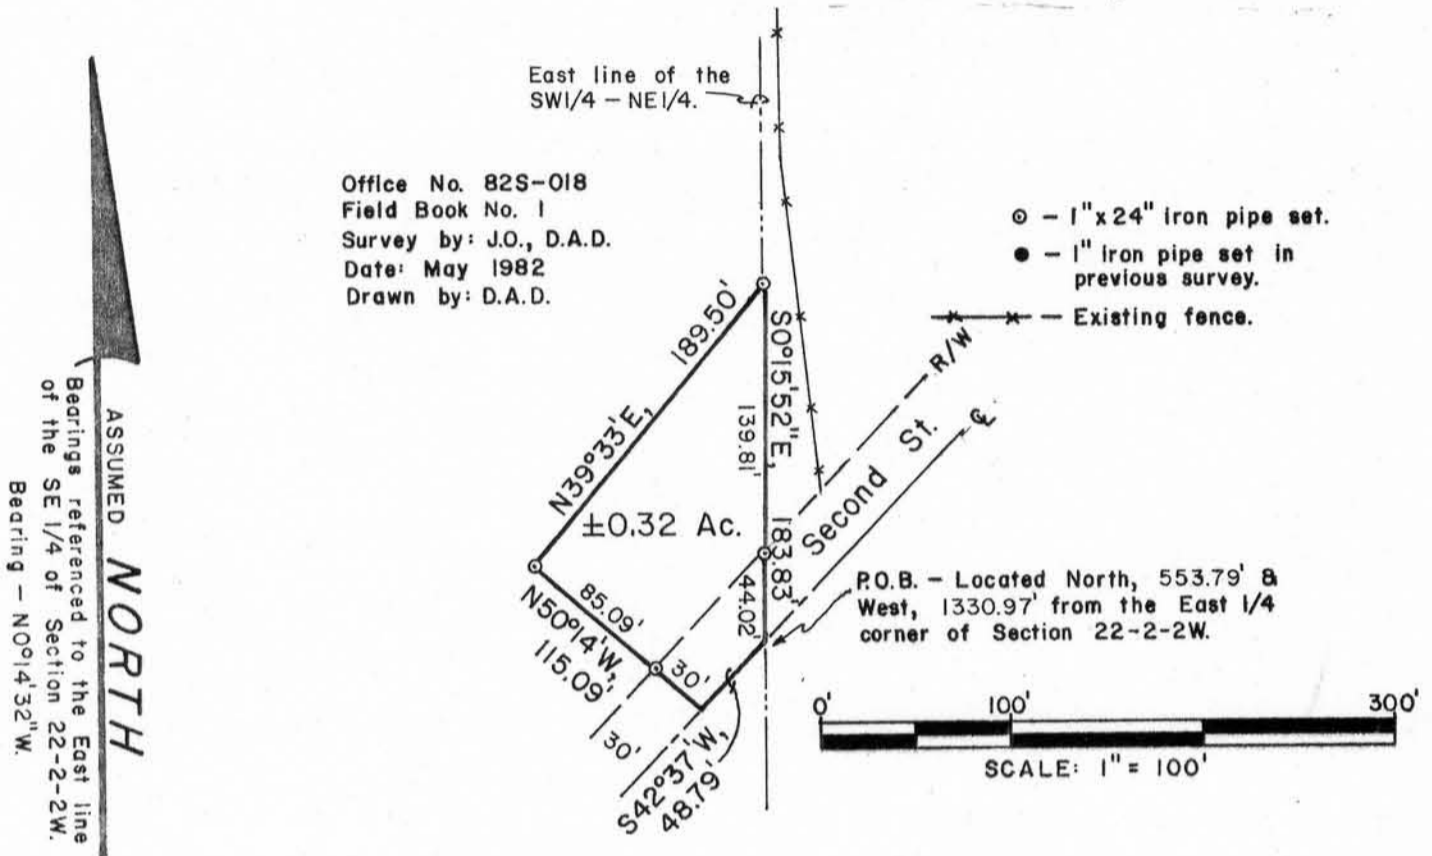 East line of the
SW1/4 - NE1/4.
Office No. 82S-018
Field Book No. 1
Survey by: J.O., D.A.D.
Date: May 1982
Drawn by: D.A.D.
⊙ - 1" x 24" iron pipe set.
● - 1" iron pipe set in
previous survey.
x—x — Existing fence.
189.50'
N39°33'E,
S0°15'52"E,
139.81'
183.83'
44.02'
±0.32 Ac.
R/W
Second St.
℄
85.09'
N50°14'W,
115.09'
30'
30'
S42°37'W,
48.79'
P.O.B. - Located North, 553.79' &
West, 1330.97' from the East 1/4
corner of Section 22-2-2W.
0' 100' 300'
SCALE: 1" = 100'
ASSUMED NORTH
Bearings referenced to the East line
of the SE 1/4 of Section 22-2-2W.
Bearing - N0°14'32"W.